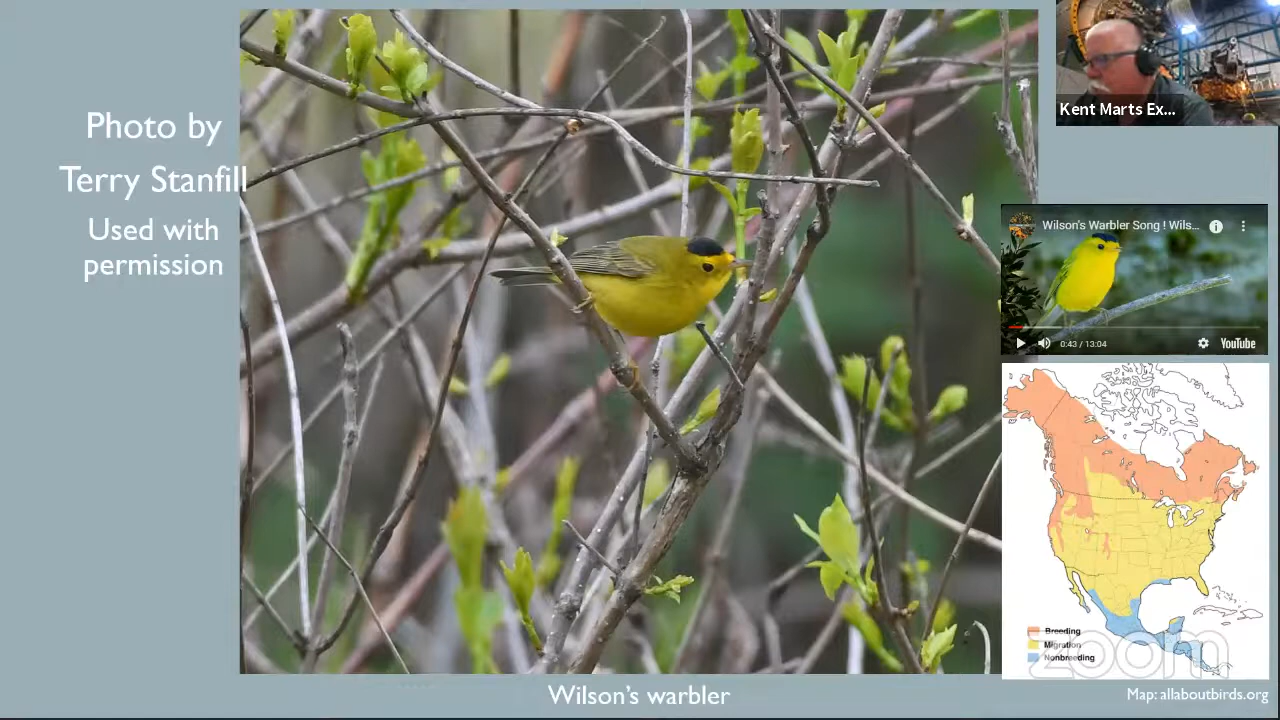 Photo by
Terry Stanfill
Used with
permission
Kent Marts Ex...
Wilson's Warbler Song ! Wils...
0:43 / 13:04
YouTube
Breeding
Migration
Nonbreeding
zoom
Wilson's warbler
Map: allaboutbirds.org